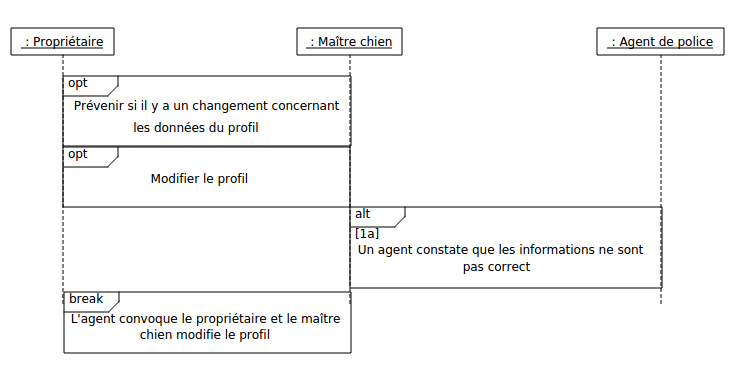 : Propriétaire
: Maître chien
: Agent de police
opt
Prévenir si il y a un changement concernant
les données du profil
opt
Modifier le profil
alt
[1a]
Un agent constate que les informations ne sont
pas correct
break
L'agent convoque le propriétaire et le maître
chien modifie le profil